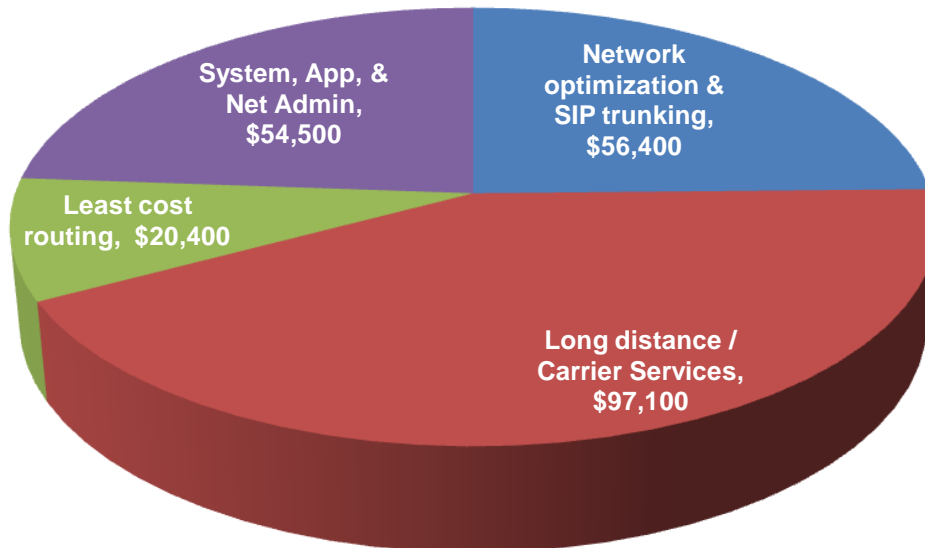 System, App, &
Net Admin,
$54,500
Network
optimization &
SIP trunking,
$56,400
Least cost
routing,  $20,400
Long distance /
Carrier Services,
$97,100